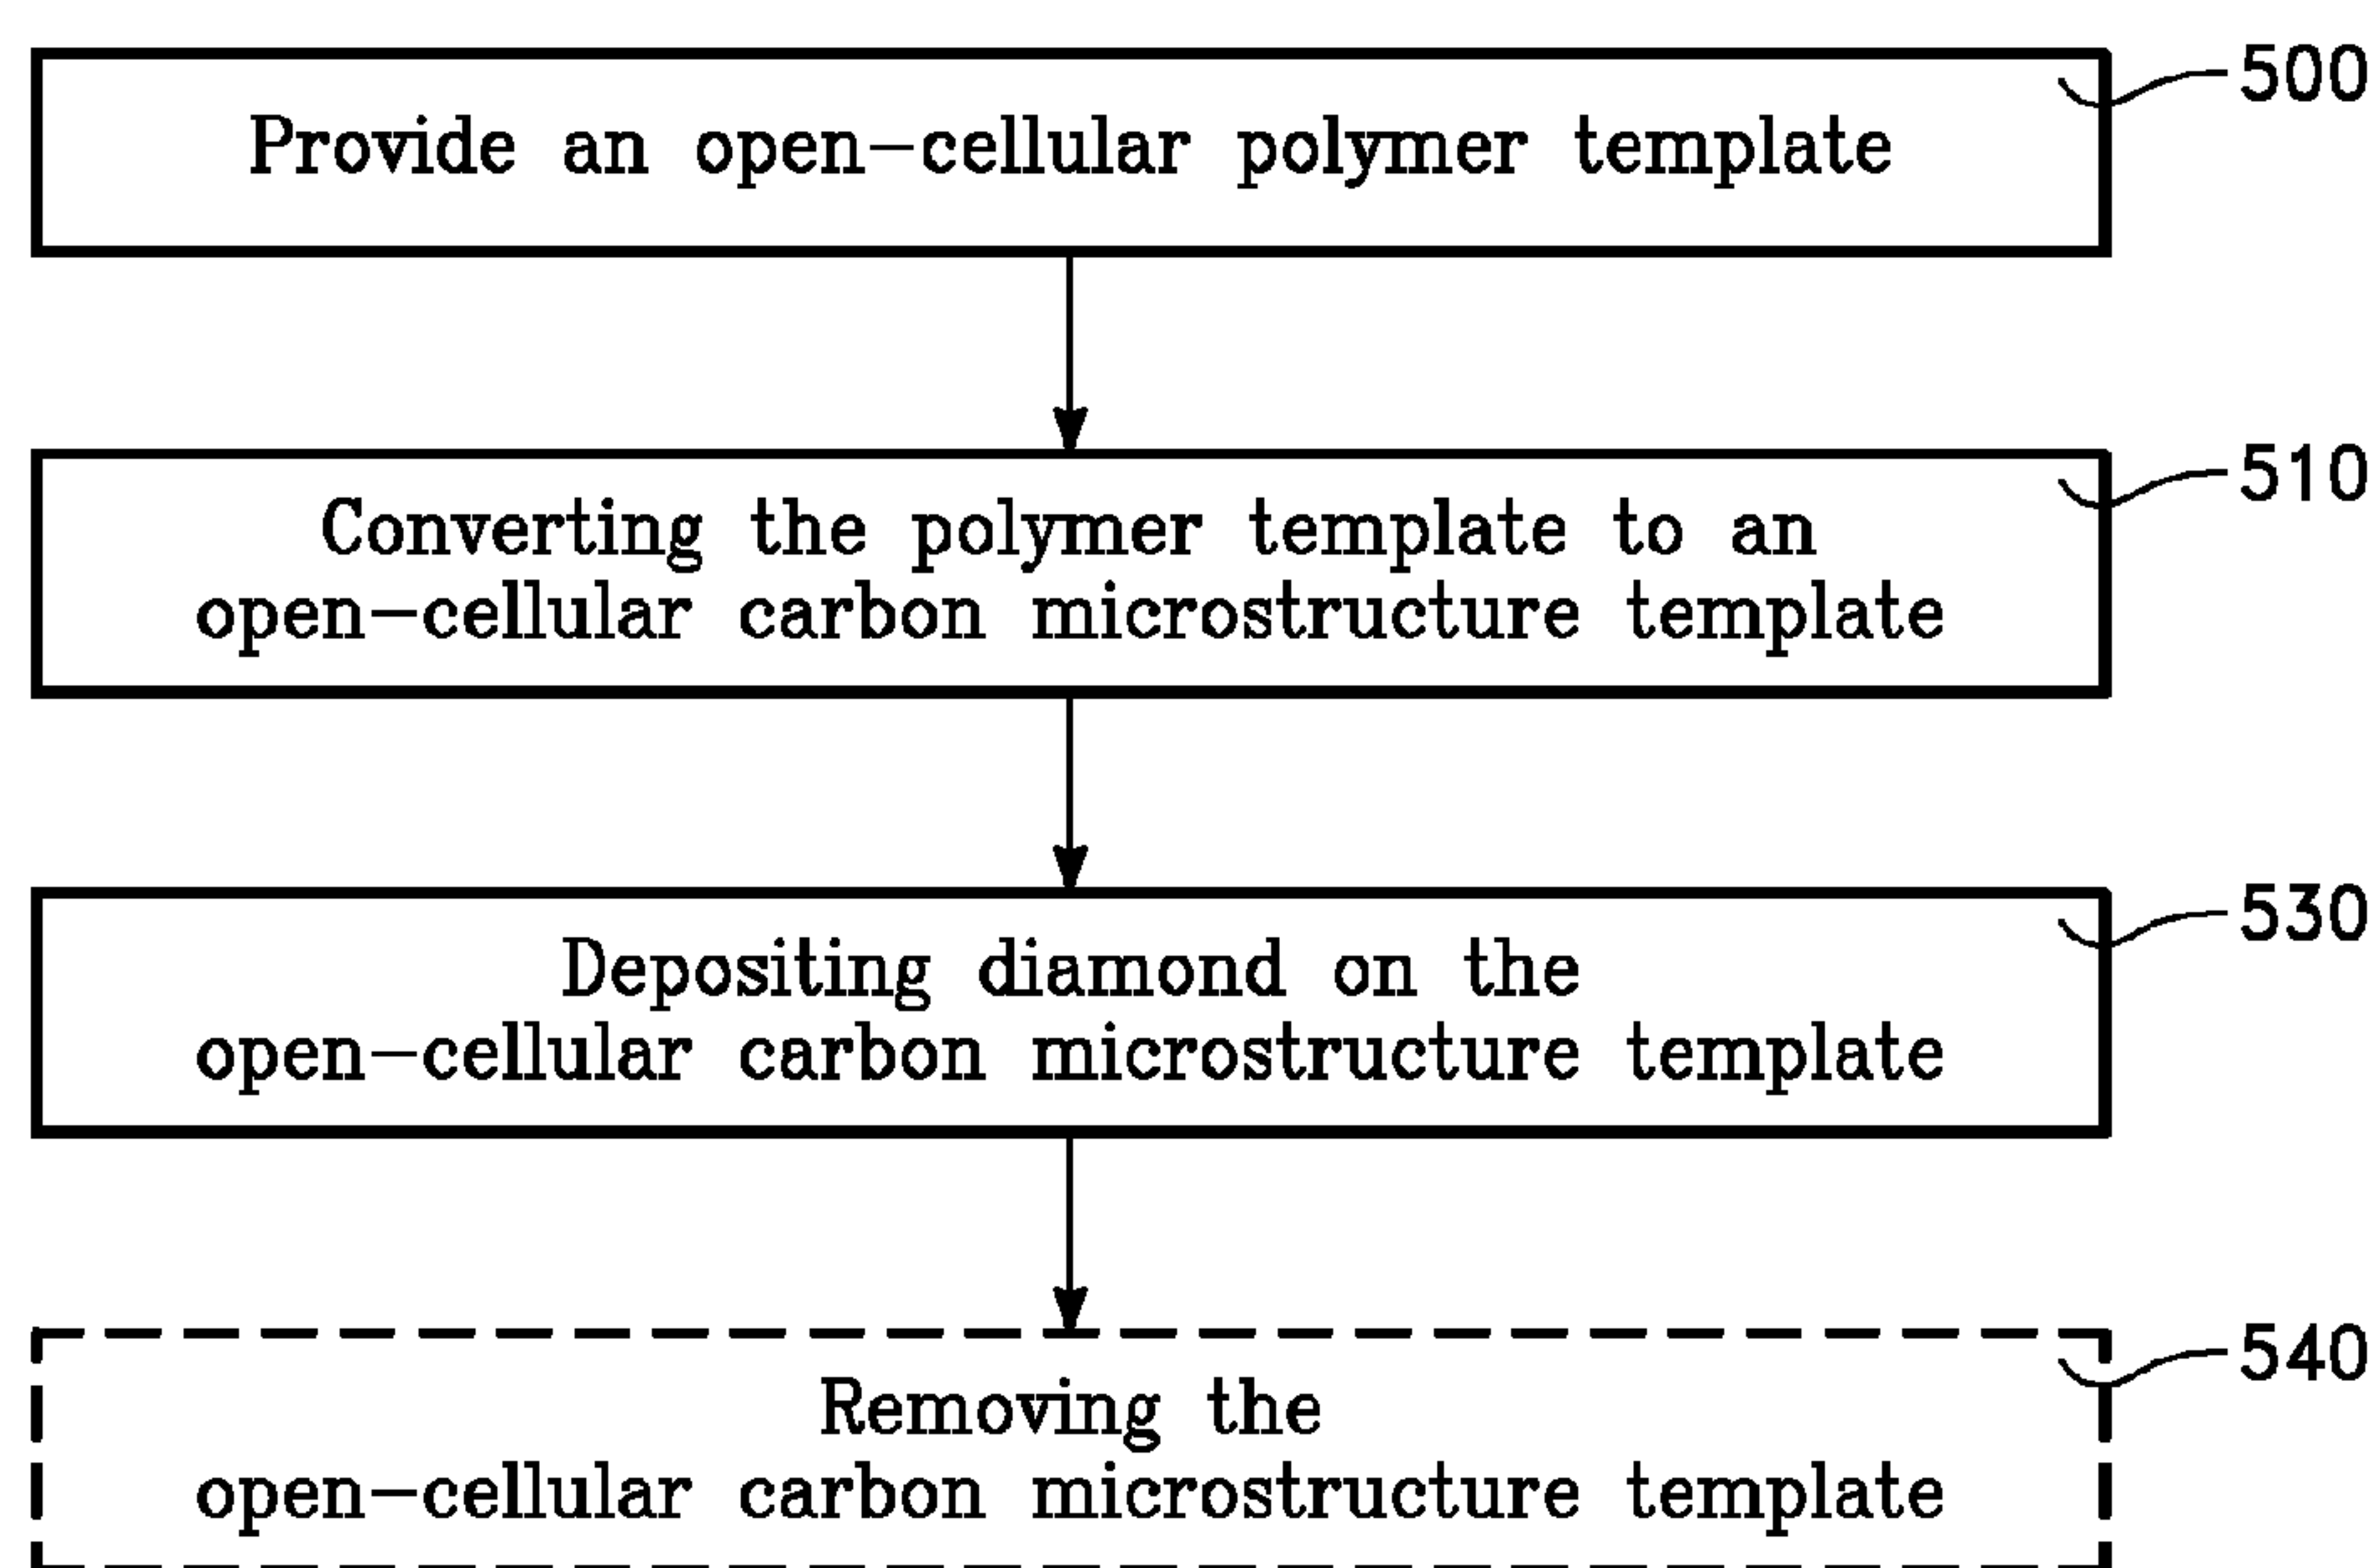 Provide an open-cellular polymer template
500
Converting the polymer template to an
open-cellular carbon microstructure template
510
Depositing diamond on the
open-cellular carbon microstructure template
530
Removing the
open-cellular carbon microstructure template
540